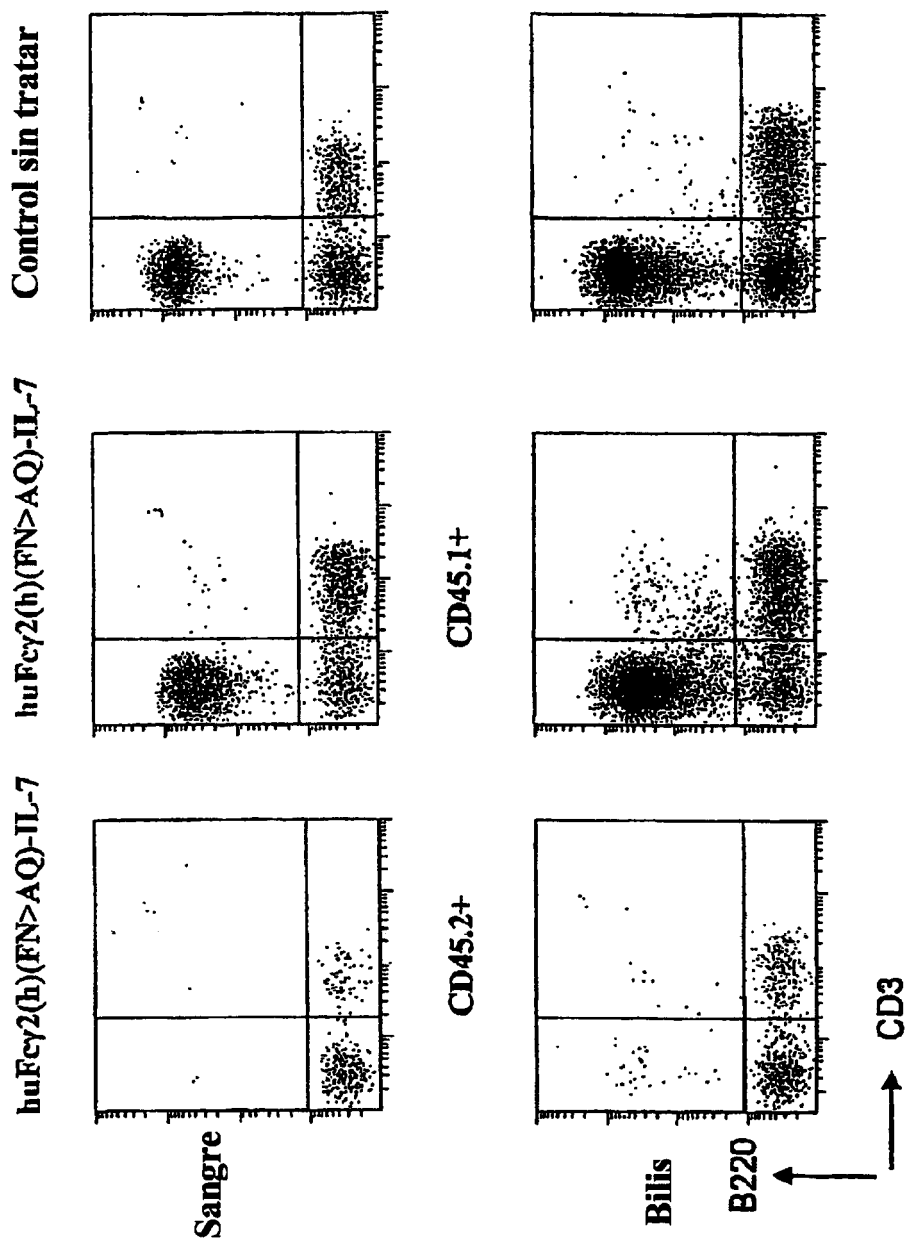 huFcγ2(h)(FN>AQ)-IL-7
huFcγ2(h)(FN>AQ)-IL-7
Control sin tratar
Sangre
CD45.2+
CD45.1+
Bilis
B220
CD3